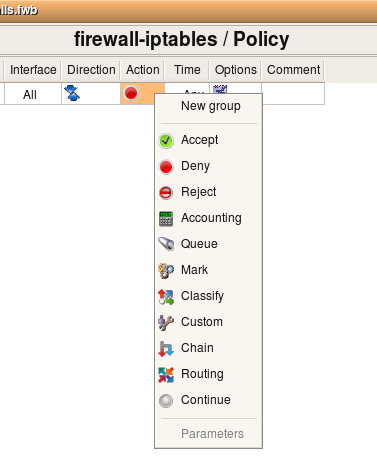 lls.fwb
firewall-iptables / Policy
Interface Direction Action Time Options Comment
All Any
New group
Accept
Deny
Reject
Accounting
Queue
Mark
Classify
Custom
Chain
Routing
Continue
Parameters